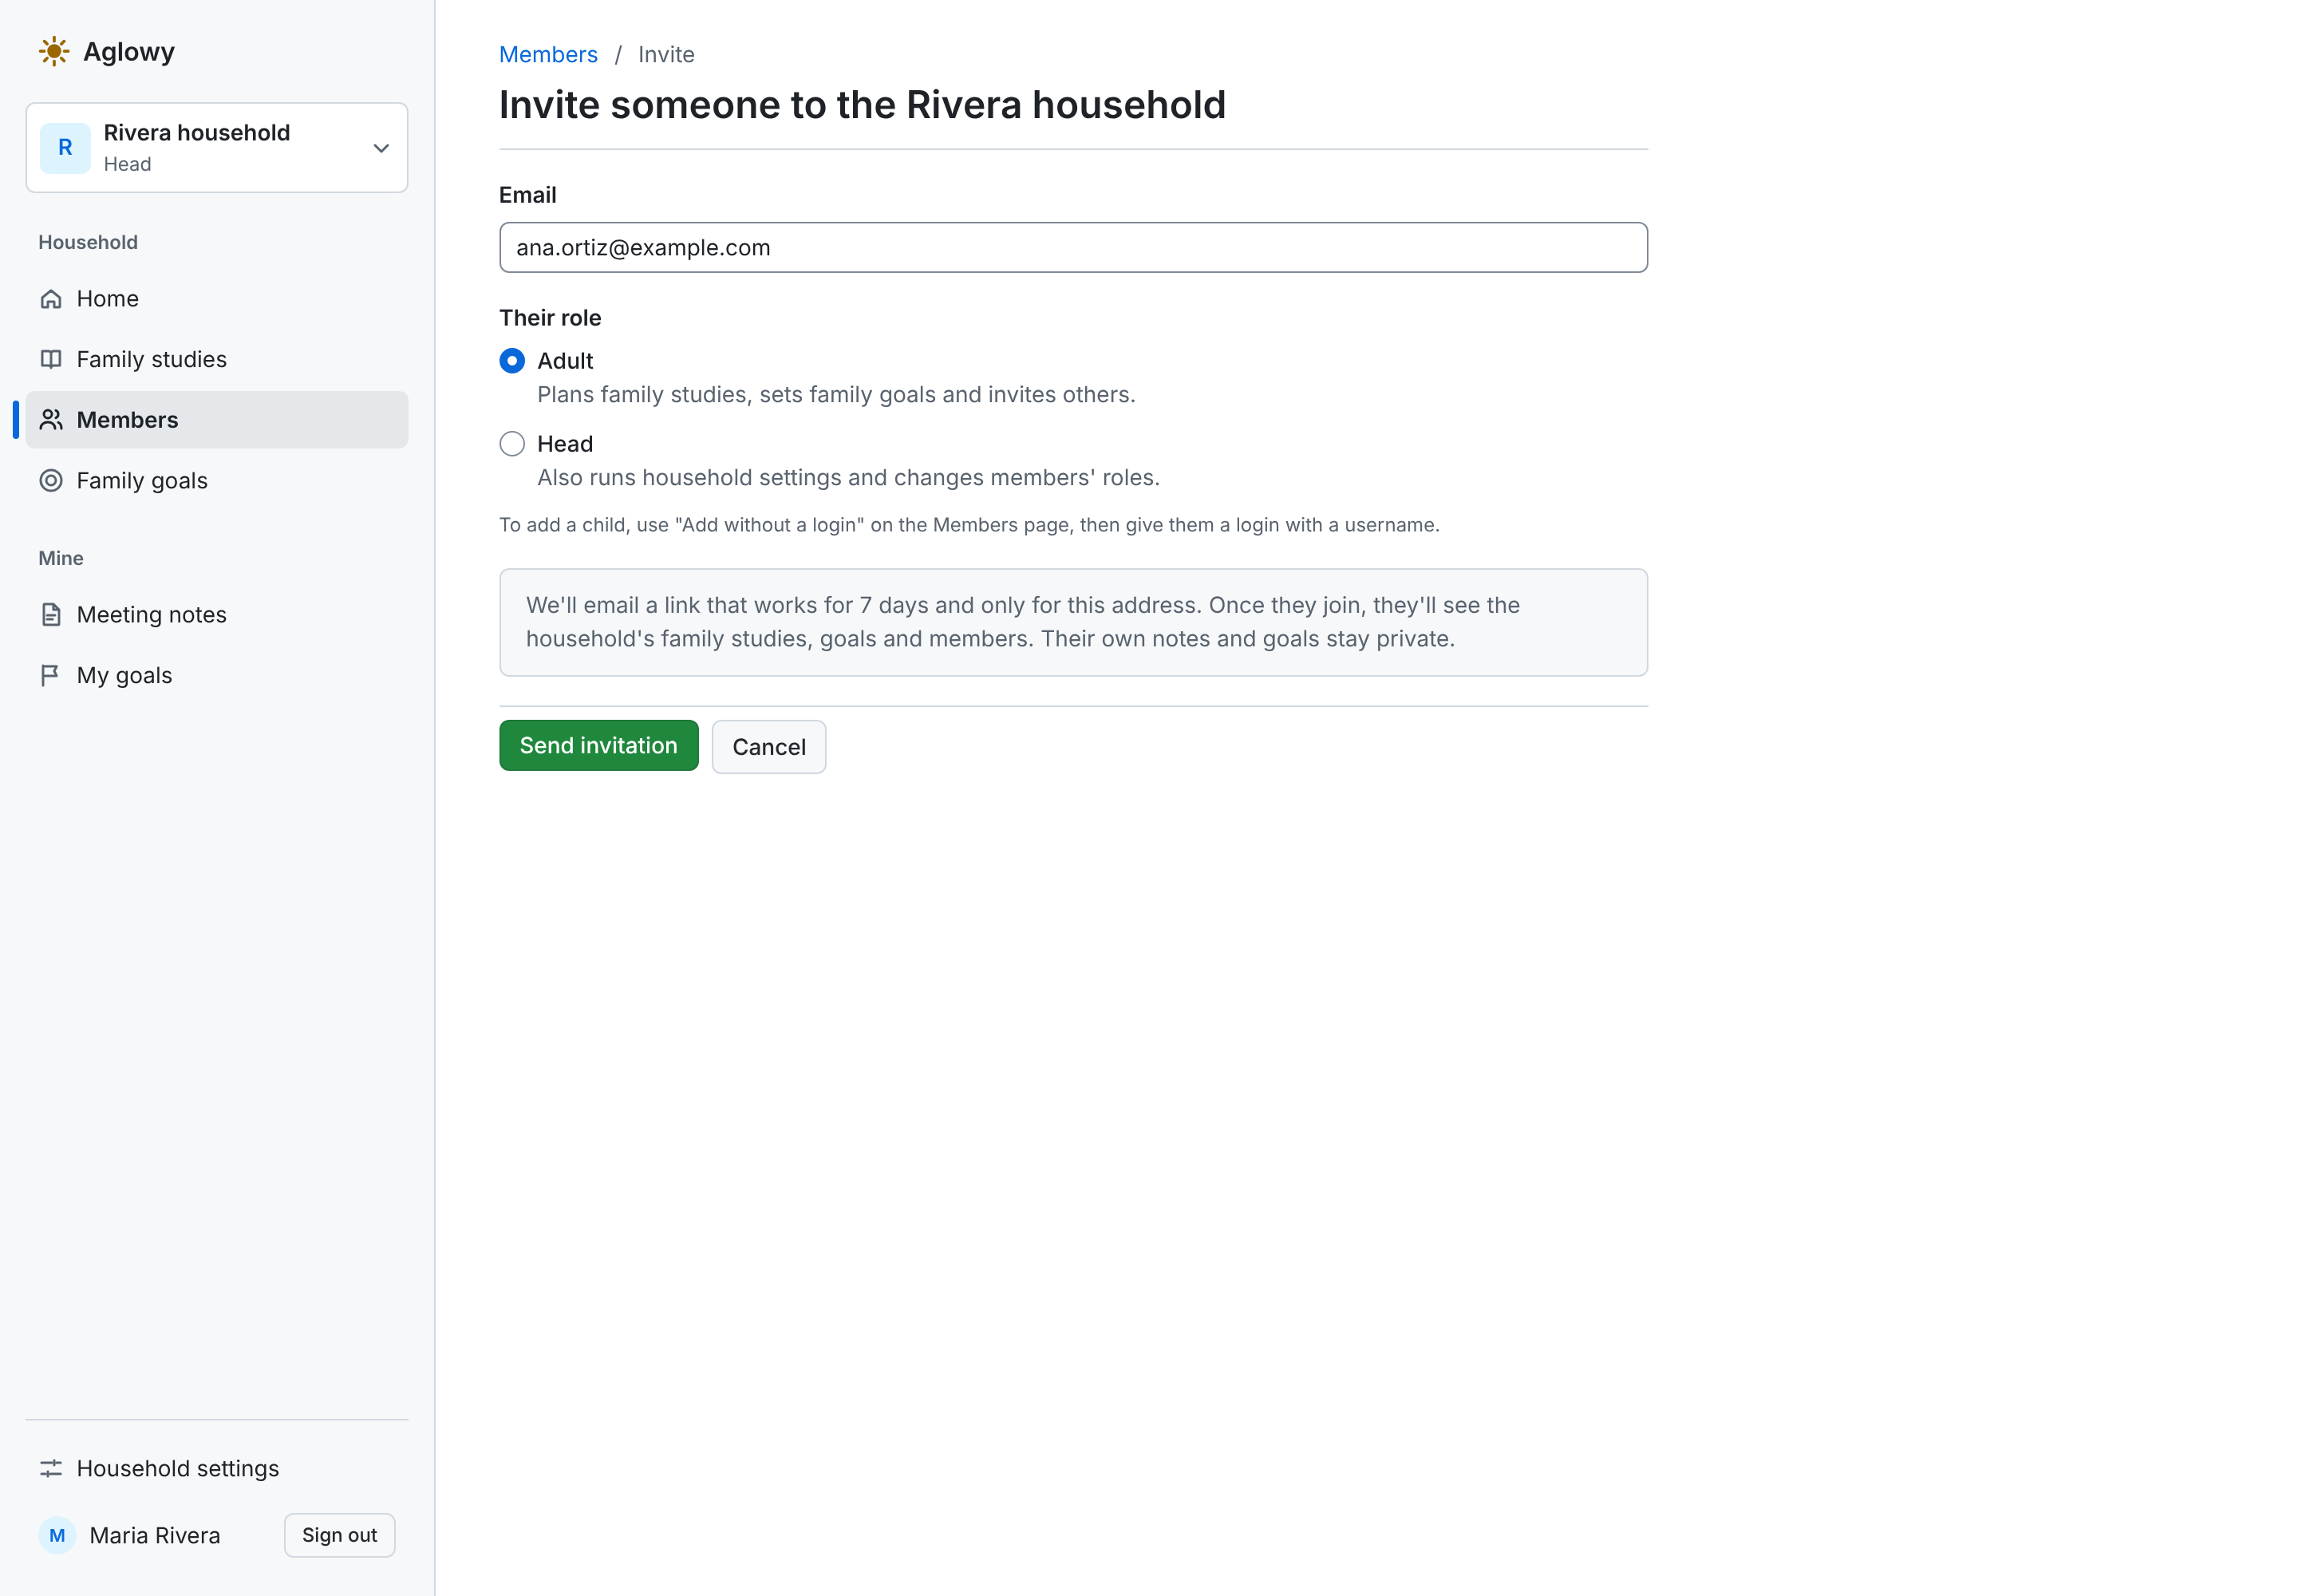 Aglowy
R
Rivera household
Head
Household
Home
Family studies
Members
Family goals
Mine
Meeting notes
My goals
Household settings
M
Maria Rivera
Sign out
Members / Invite
Invite someone to the Rivera household
Email
ana.ortiz@example.com
Their role
Adult
Plans family studies, sets family goals and invites others.
Head
Also runs household settings and changes members' roles.
To add a child, use "Add without a login" on the Members page, then give them a login with a username.
We'll email a link that works for 7 days and only for this address. Once they join, they'll see the
household's family studies, goals and members. Their own notes and goals stay private.
Send invitation
Cancel